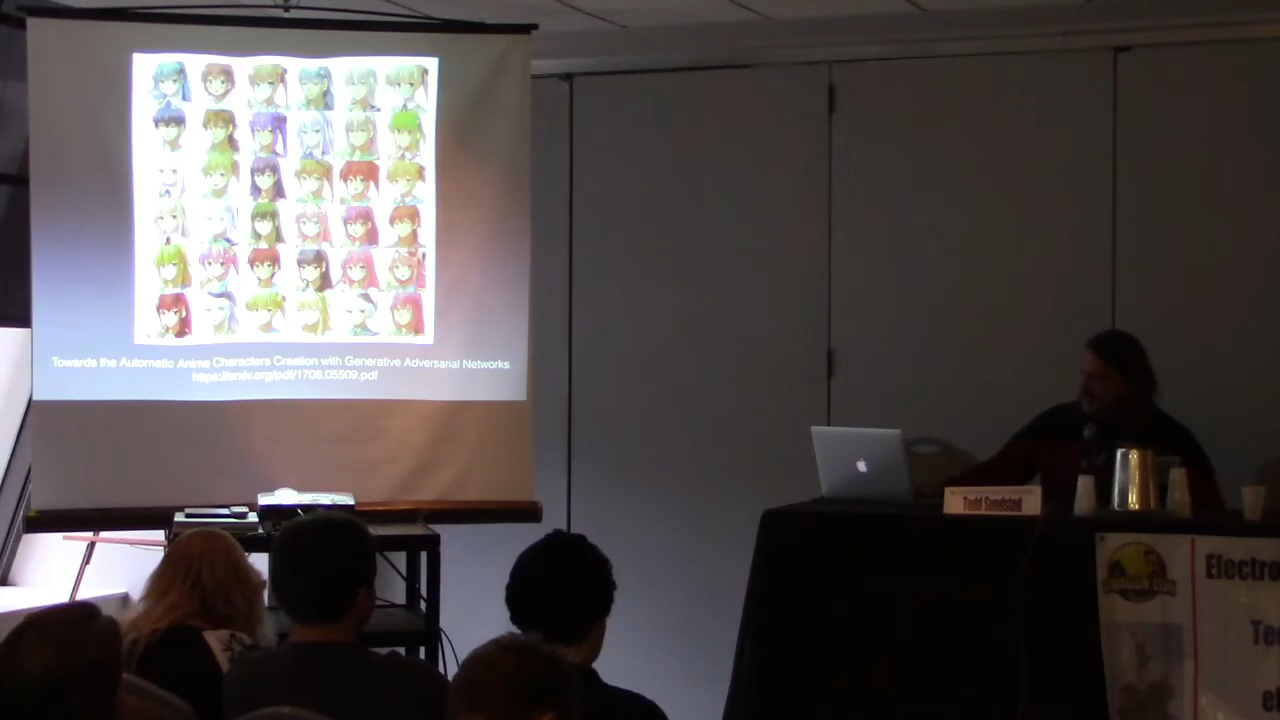 Towards the Automatic Anime Characters Creation with Generative Adversarial Networks
https://arxiv.org/pdf/1708.05509.pdf
Todd Sundsted
Electro
Te
e